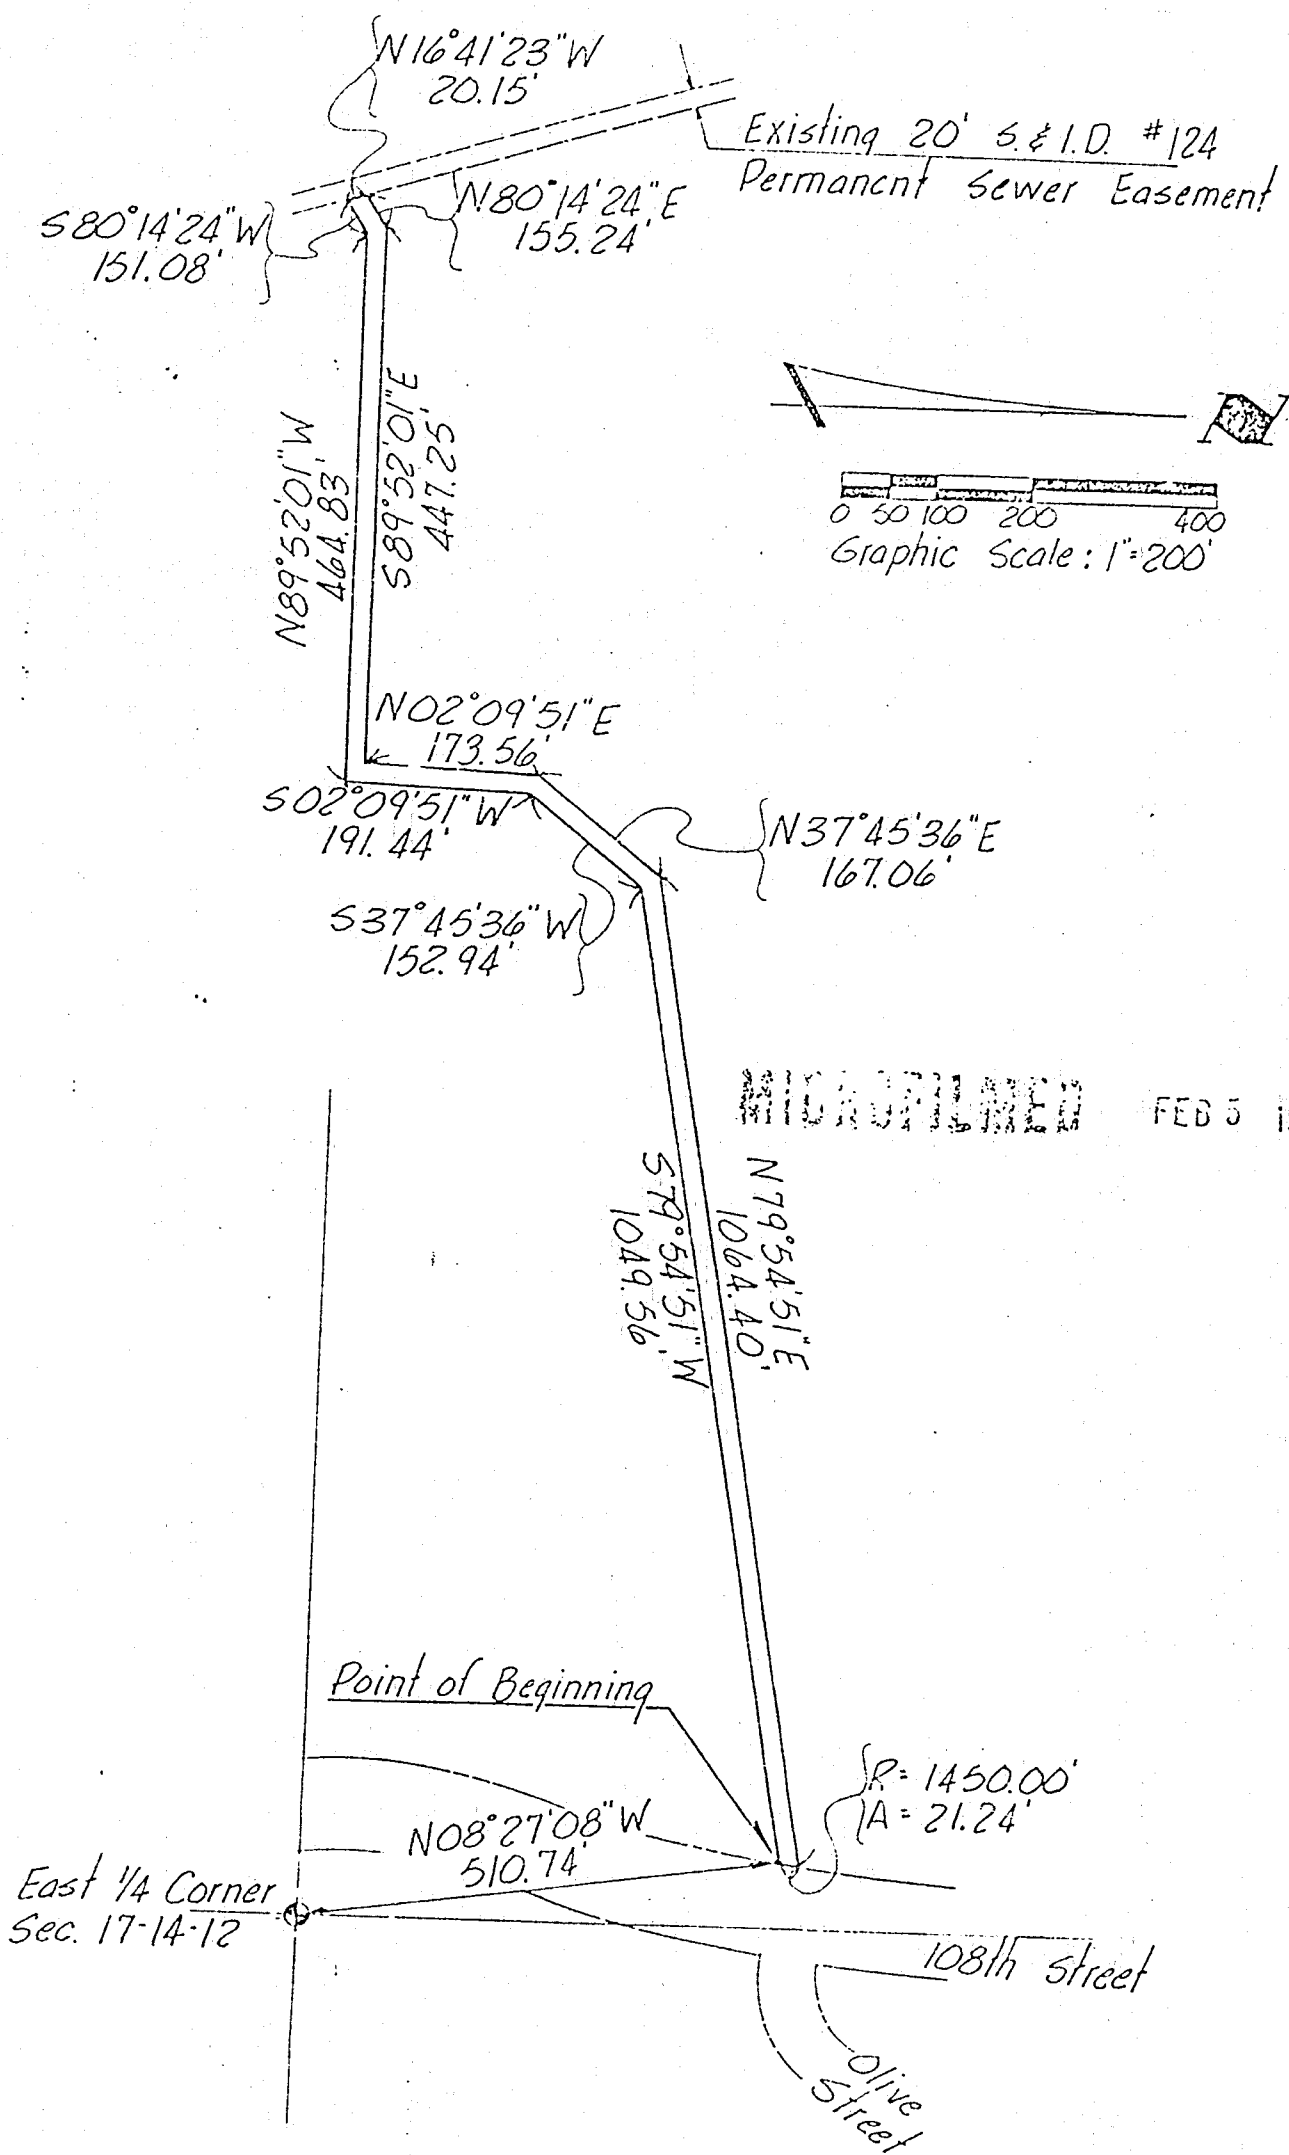 N16°41'23"W
20.15'
Existing 20' S.&I.D. #124
Permanent Sewer Easement
S80°14'24"W
151.08'
N80°14'24"E
155.24'
N89°52'01"W
464.83'
S89°52'01"E
447.25'
N
0 50 100 200 400
Graphic Scale: 1"=200'
N02°09'51"E
173.56'
S02°09'51"W
191.44'
N37°45'36"E
167.06'
S37°45'36"W
152.94'
MICROFILMED FEB 5
N79°54'51"E
1064.40'
S79°54'51"W
1049.56'
Point of Beginning
R= 1450.00'
A= 21.24'
N08°27'08"W
510.74'
East 1/4 Corner
Sec. 17-14-12
108th Street
Olive
Street